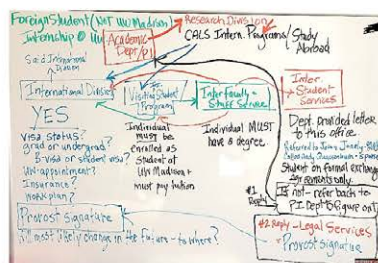 Foreign Student (Not UW Madison)
Internship @ UW
Academic
Dept/PI
Research Division
CALS Intern. Programs/Study
Abroad
International Division
Visiting Student
Program
Inter faculty-
Staff Service
Inter.
Student
Services
YES
Visa status?
grad or undergrad?
J-visa or student visa?
UW-appointment?
Insurance?
Workplan?
Provost Signature
Will most likely change in the future - to where?
Individual
must be
enrolled as
student at
UW Madison +
must pay tuition
Individual MUST
have a degree.
Dept. provided letter
to this office
Student on formal exchange
agreements only
If not - refer back to
PI Dept to figure out
#1
Reply
#2 Reply - Legal Services
Provost signature